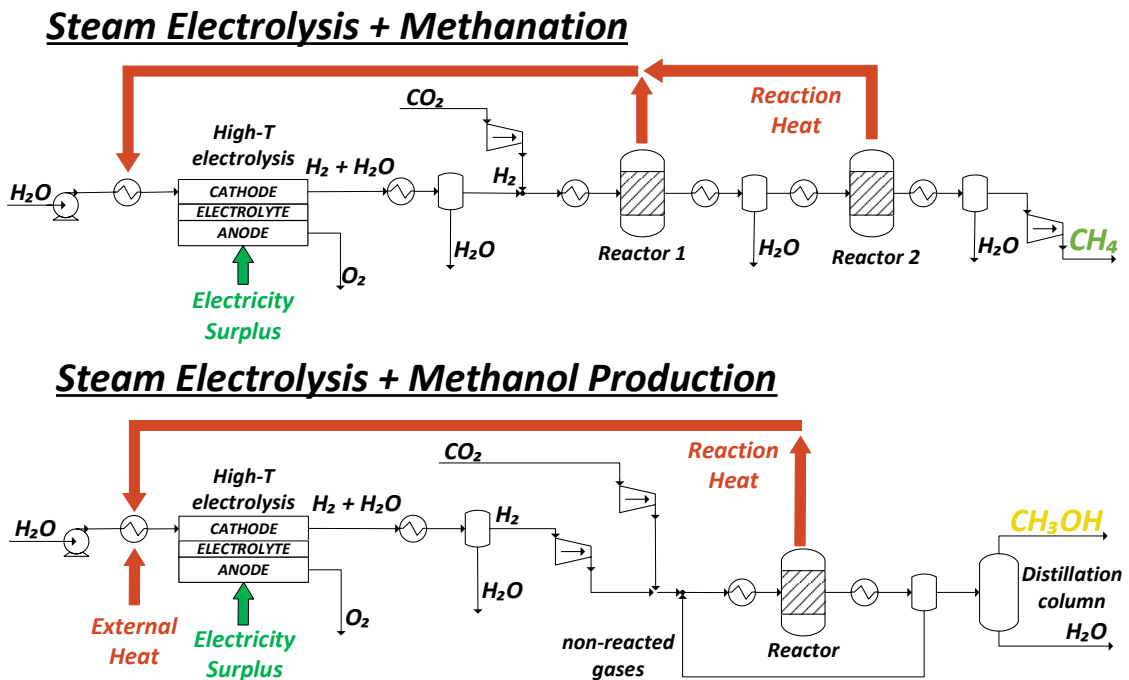 Steam Electrolysis + Methanation
CO₂
Reaction
Heat
High-T
electrolysis
H₂ + H₂O
H₂O
CATHODE
ELECTROLYTE
ANODE
H₂
H₂O
O₂
Reactor 1
H₂O
Reactor 2
H₂O
CH₄
Electricity
Surplus
Steam Electrolysis + Methanol Production
CO₂
Reaction
Heat
High-T
electrolysis
H₂ + H₂O
H₂O
CATHODE
ELECTROLYTE
ANODE
H₂
H₂O
O₂
CH₃OH
Distillation
column
H₂O
External
Heat
Electricity
Surplus
non-reacted
gases
Reactor